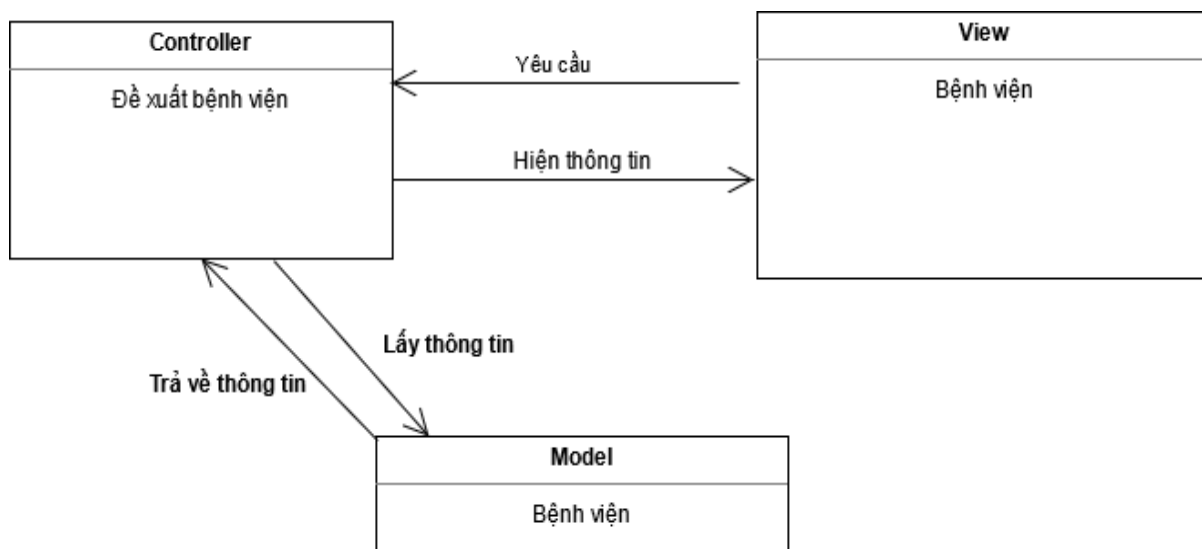 Controller
Đề xuất bệnh viện
Yêu cầu
Hiện thông tin
View
Bệnh viện
Lấy thông tin
Trả về thông tin
Model
Bệnh viện